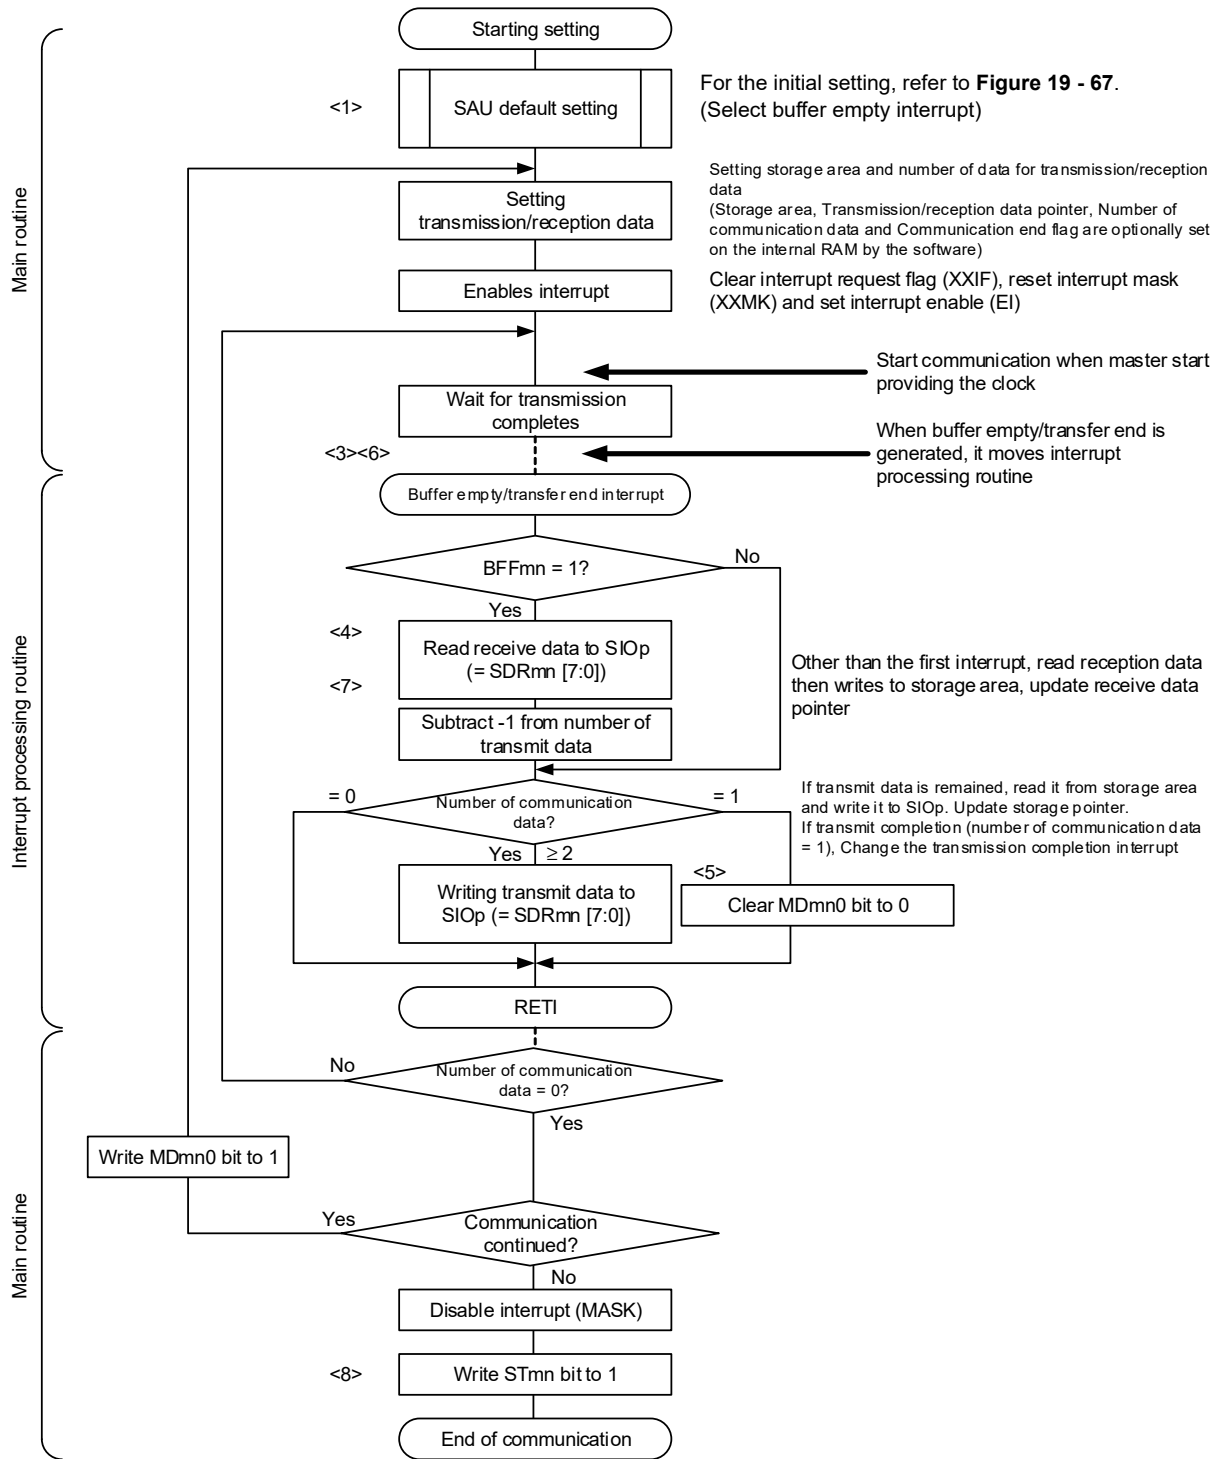 Starting setting
<1>
SAU default setting
For the initial setting, refer to Figure 19 - 67.
(Select buffer empty interrupt)
Main routine
Setting
transmission/reception data
Setting storage area and number of data for transmission/reception
data
(Storage area, Transmission/reception data pointer, Number of
communication data and Communication end flag are optionally set
on the internal RAM by the software)
Enables interrupt
Clear interrupt request flag (XXIF), reset interrupt mask
(XXMK) and set interrupt enable (EI)
Start communication when master start
providing the clock
Wait for transmission
completes
<3><6>
When buffer empty/transfer end is
generated, it moves interrupt
processing routine
Buffer empty/transfer end interrupt
Interrupt processing routine
BFFmn = 1?
No
Yes
<4>
Read receive data to SIOp
(= SDRmn [7:0])
<7>
Other than the first interrupt, read reception data
then writes to storage area, update receive data
pointer
Subtract -1 from number of
transmit data
= 0
Number of communication
data?
= 1
If transmit data is remained, read it from storage area
and write it to SIOp. Update storage pointer.
If transmit completion (number of communication data
= 1), Change the transmission completion interrupt
Yes ≥ 2
<5>
Writing transmit data to
SIOp (= SDRmn [7:0])
Clear MDmn0 bit to 0
RETI
No
Number of communication
data = 0?
Yes
Main routine
Write MDmn0 bit to 1
Yes
Communication
continued?
No
Disable interrupt (MASK)
<8>
Write STmn bit to 1
End of communication